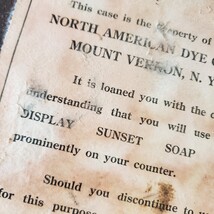 This case is the property of
NORTH AMERICAN DYE
MOUNT VERNON, N. Y
It is loaned you with the
understanding that you will use
DISPLAY SUNSET SOAP
prominently on your counter.
Should you discontinue
for this purpose